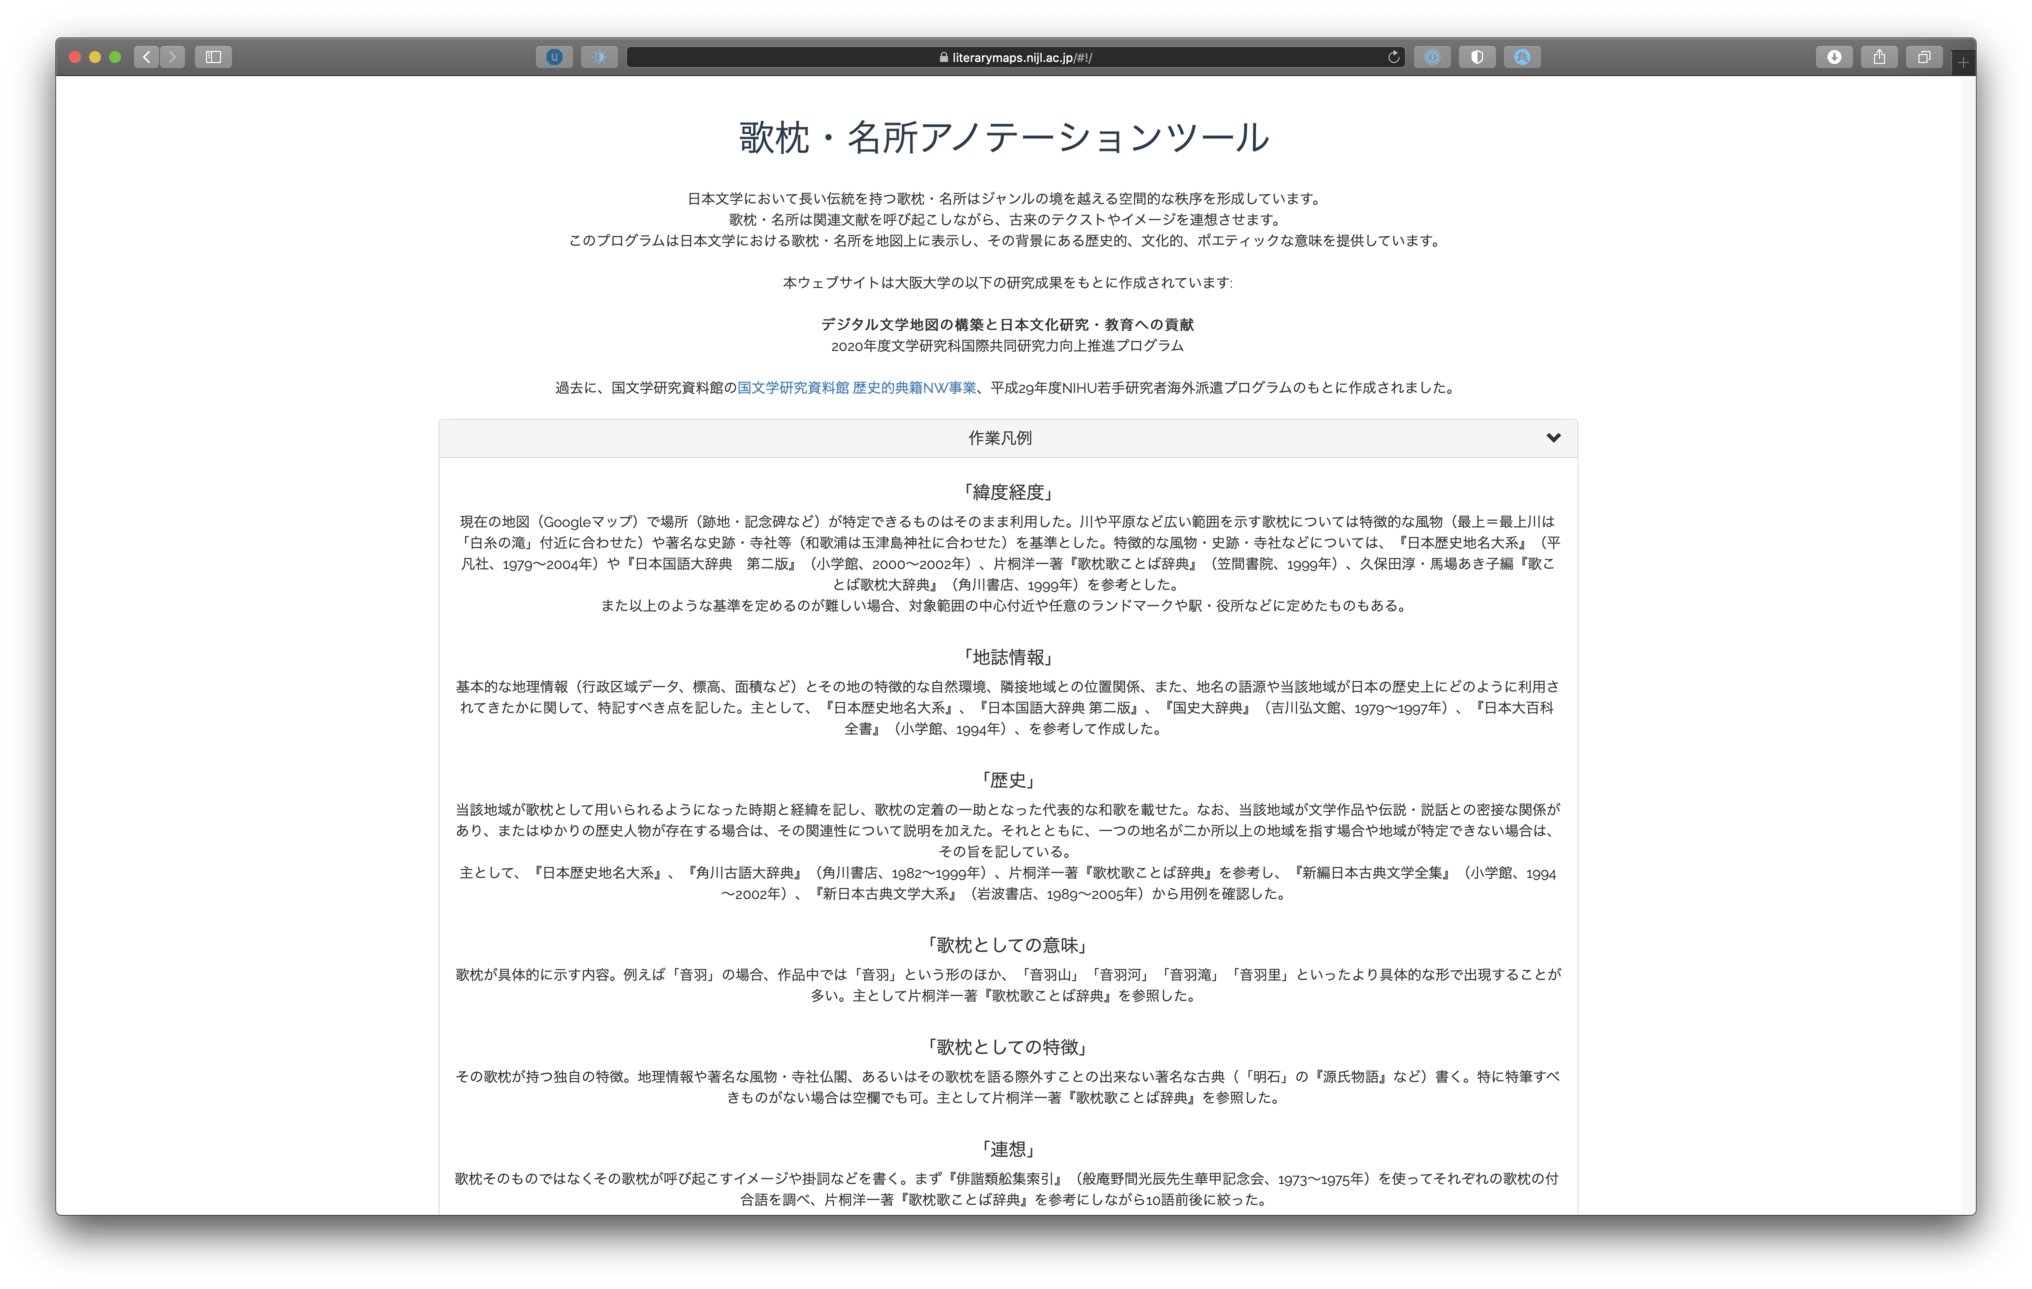 literarymaps.nijl.ac.jp/#!/
歌枕・名所アノテーションツール
日本文学において長い伝統を持つ歌枕・名所はジャンルの境を越える空間的な秩序を形成しています。
歌枕・名所は関連文献を呼び起こしながら、古来のテクストやイメージを連想させます。
このプログラムは日本文学における歌枕・名所を地図上に表示し、その背景にある歴史的、文化的、ポエティックな意味を提供しています。
本ウェブサイトは大阪大学の以下の研究成果をもとに作成されています:
デジタル文学地図の構築と日本文化研究・教育への貢献
2020年度文学研究科国際共同研究力向上推進プログラム
過去に、国文学研究資料館の国文学研究資料館 歴史的典籍NW事業、平成29年度NIHU若手研究者海外派遣プログラムのもとに作成されました。
作業凡例
「緯度経度」
現在の地図（Googleマップ）で場所（跡地・記念碑など）が特定できるものはそのまま利用した。川や平原など広い範囲を示す歌枕については特徴的な風物（最上＝最上川は
「白糸の滝」付近に合わせた）や著名な史跡・寺社等（和歌浦は玉津島神社に合わせた）を基準とした。特徴的な風物・史跡・寺社などについては、『日本歴史地名大系』（平
凡社、1979〜2004年）や『日本国語大辞典　第二版』（小学館、2000〜2002年）、片桐洋一著『歌枕歌ことば辞典』（笠間書院、1999年）、久保田淳・馬場あき子編『歌こ
とば歌枕大辞典』（角川書店、1999年）を参考とした。
また以上のような基準を定めるのが難しい場合、対象範囲の中心付近や任意のランドマークや駅・役所などに定めたものもある。
「地誌情報」
基本的な地理情報（行政区域データ、標高、面積など）とその地の特徴的な自然環境、隣接地域との位置関係、また、地名の語源や当該地域が日本の歴史上にどのように利用さ
れてきたかに関して、特記すべき点を記した。主として、『日本歴史地名大系』、『日本国語大辞典 第二版』、『国史大辞典』（吉川弘文館、1979〜1997年）、『日本大百科
全書』（小学館、1994年）、を参考して作成した。
「歴史」
当該地域が歌枕として用いられるようになった時期と経緯を記し、歌枕の定着の一助となった代表的な和歌を載せた。なお、当該地域が文学作品や伝説・説話との密接な関係が
あり、またはゆかりの歴史人物が存在する場合は、その関連性について説明を加えた。それとともに、一つの地名が二か所以上の地域を指す場合や地域が特定できない場合は、
その旨を記している。
主として、『日本歴史地名大系』、『角川古語大辞典』（角川書店、1982〜1999年）、片桐洋一著『歌枕歌ことば辞典』を参考し、『新編日本古典文学全集』（小学館、1994
〜2002年）、『新日本古典文学大系』（岩波書店、1989〜2005年）から用例を確認した。
「歌枕としての意味」
歌枕が具体的に示す内容。例えば「音羽」の場合、作品中では「音羽」という形のほか、「音羽山」「音羽河」「音羽滝」「音羽里」といったより具体的な形で出現することが
多い。主として片桐洋一著『歌枕歌ことば辞典』を参照した。
「歌枕としての特徴」
その歌枕が持つ独自の特徴。地理情報や著名な風物・寺社仏閣、あるいはその歌枕を語る際外すことの出来ない著名な古典（「明石」の『源氏物語』など）書く。特に特筆すべ
きものがない場合は空欄でも可。主として片桐洋一著『歌枕歌ことば辞典』を参照した。
「連想」
歌枕そのものではなくその歌枕が呼び起こすイメージや掛詞などを書く。まず『俳諧類舩集索引』（般庵野間光辰先生華甲記念会、1973〜1975年）を使ってそれぞれの歌枕の付
合語を調べ、片桐洋一著『歌枕歌ことば辞典』を参考にしながら10語前後に絞った。